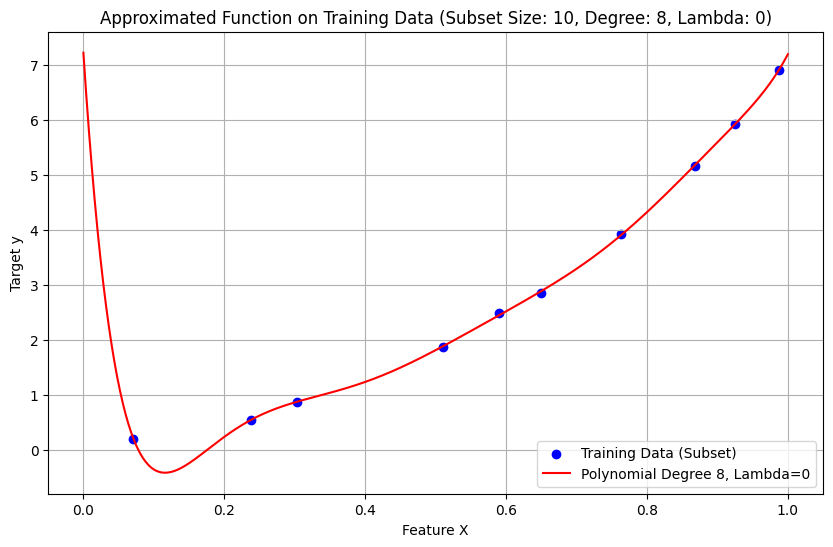 Approximated Function on Training Data (Subset Size: 10, Degree: 8, Lambda: 0)
Target y
7
6
5
4
3
2
1
0
0.0 0.2 0.4 0.6 0.8 1.0
Feature X
Training Data (Subset)
Polynomial Degree 8, Lambda=0